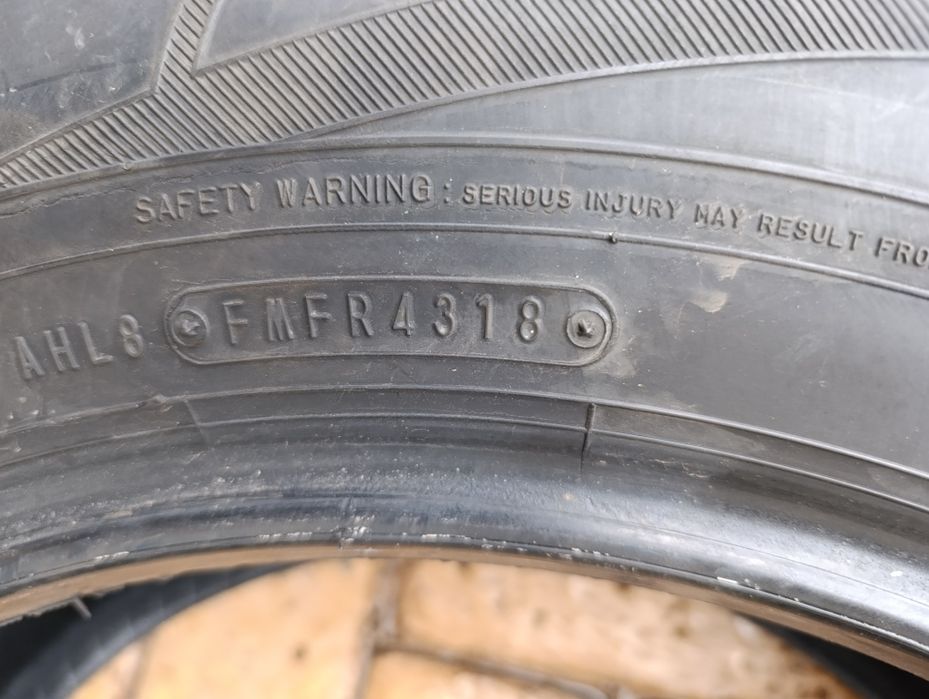 SAFETY WARNING: SERIOUS INJURY MAY RESULT FRO
AHL8 FMFR4318